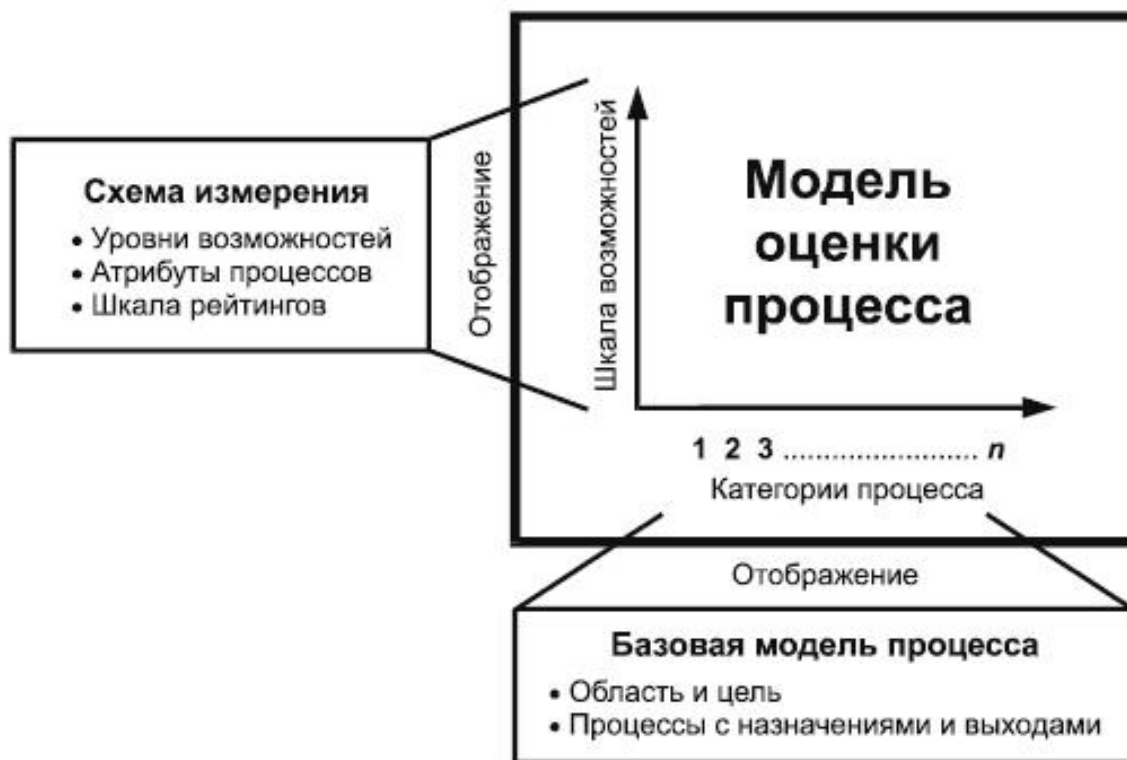 Схема измерения
• Уровни возможностей
• Атрибуты процессов
• Шкала рейтингов
Отображение
Шкала возможностей
Модель
оценки
процесса
1 2 3 ........................ n
Категории процесса
Отображение
Базовая модель процесса
• Область и цель
• Процессы с назначениями и выходами